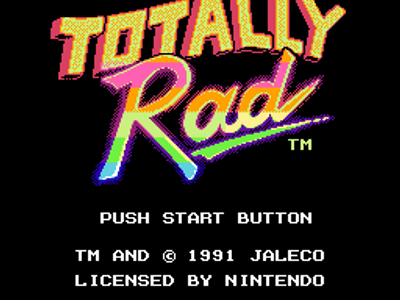 TOTALLY
Rad
TM
PUSH START BUTTON
TM AND © 1991 JALECO
LICENSED BY NINTENDO